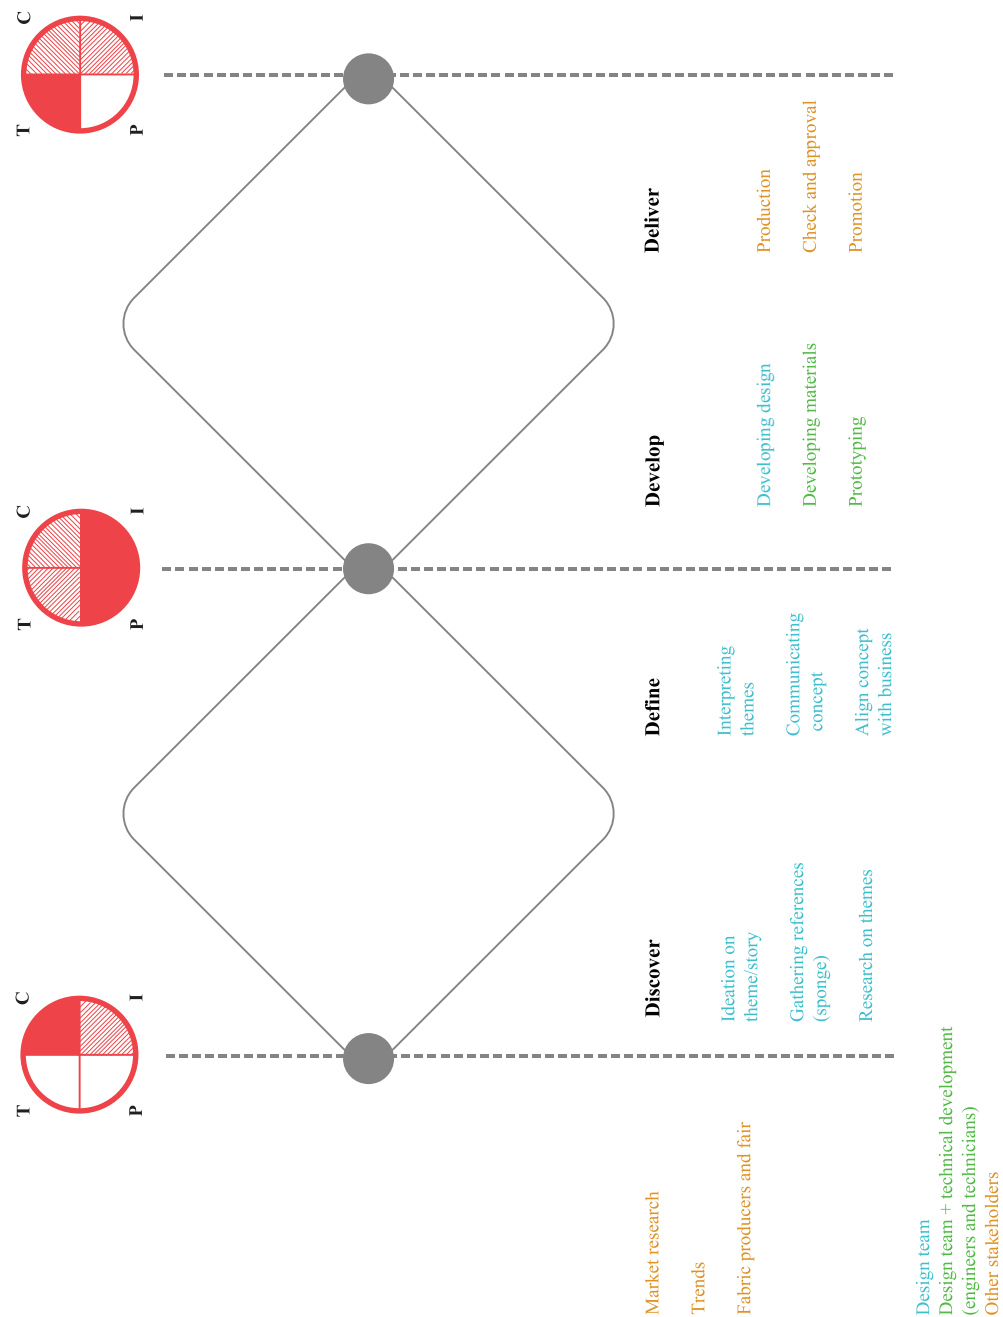 T C
P I
T C
P I
T C
P I
Market research
Trends
Fabric producers and fair
Discover
Ideation on
theme/story
Gathering references
(sponge)
Research on themes
Define
Interpreting
themes
Communicating
concept
Align concept
with business
Develop
Developing design
Developing materials
Prototyping
Deliver
Production
Check and approval
Promotion
Design team
Design team + technical development
(engineers and technicians)
Other stakeholders